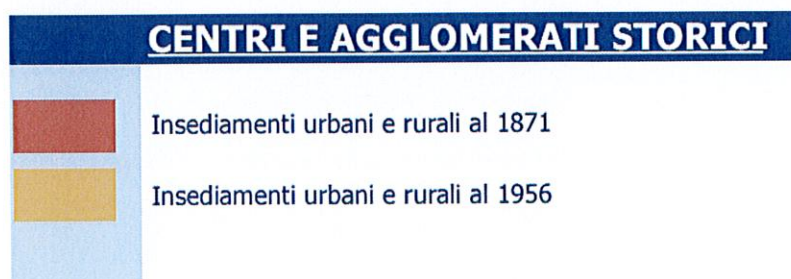 CENTRI E AGGLOMERATI STORICI
Insediamenti urbani e rurali al 1871
Insediamenti urbani e rurali al 1956